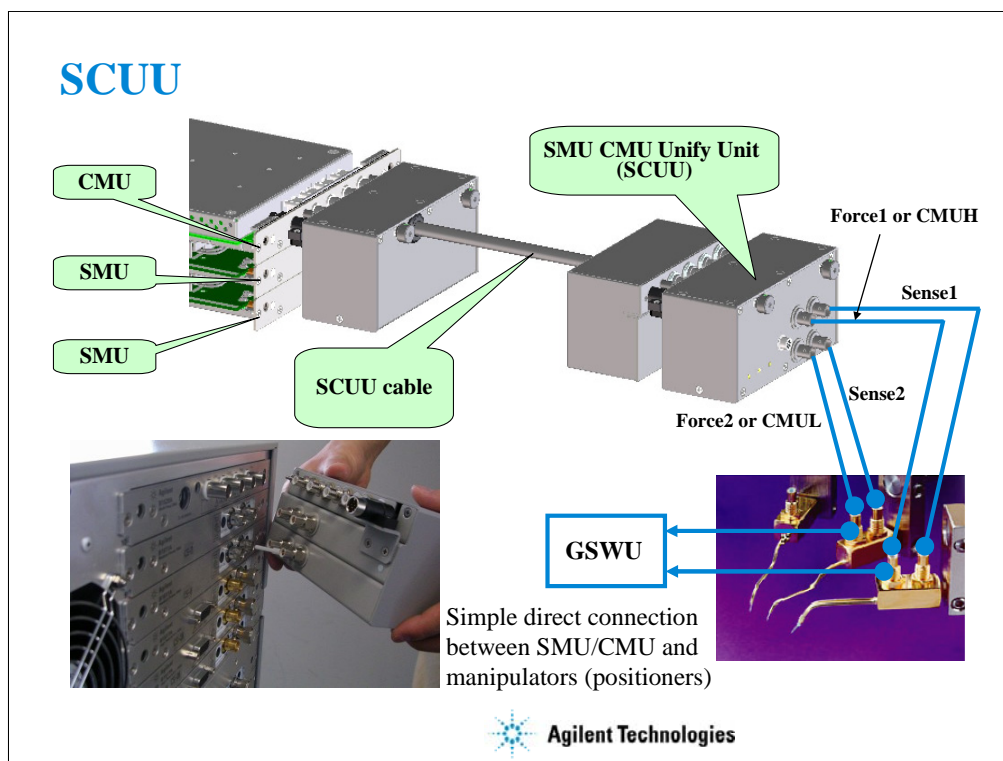 SCUU
CMU
SMU
SMU
SMU CMU Unify Unit
(SCUU)
Force1 or CMUH
Sense1
SCUU cable
Sense2
Force2 or CMUL
GSWU
Simple direct connection
between SMU/CMU and
manipulators (positioners)
Agilent
Agilent Technologies